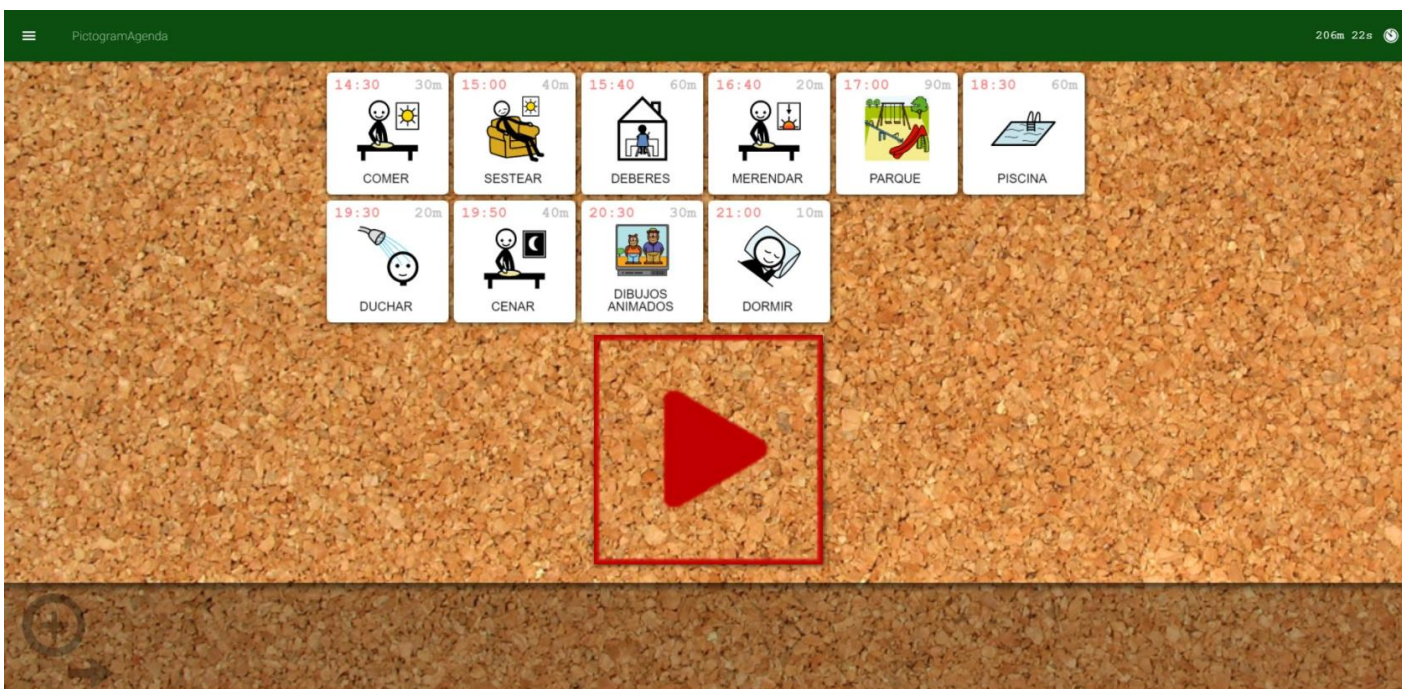 PictogramAgenda
206m 22s
14:30 30m
COMER
15:00 40m
SESTEAR
15:40 60m
DEBERES
16:40 20m
MERENDAR
17:00 90m
PARQUE
18:30 60m
PISCINA
19:30 20m
DUCHAR
19:50 40m
CENAR
20:30 30m
DIBUJOS
ANIMADOS
21:00 10m
DORMIR